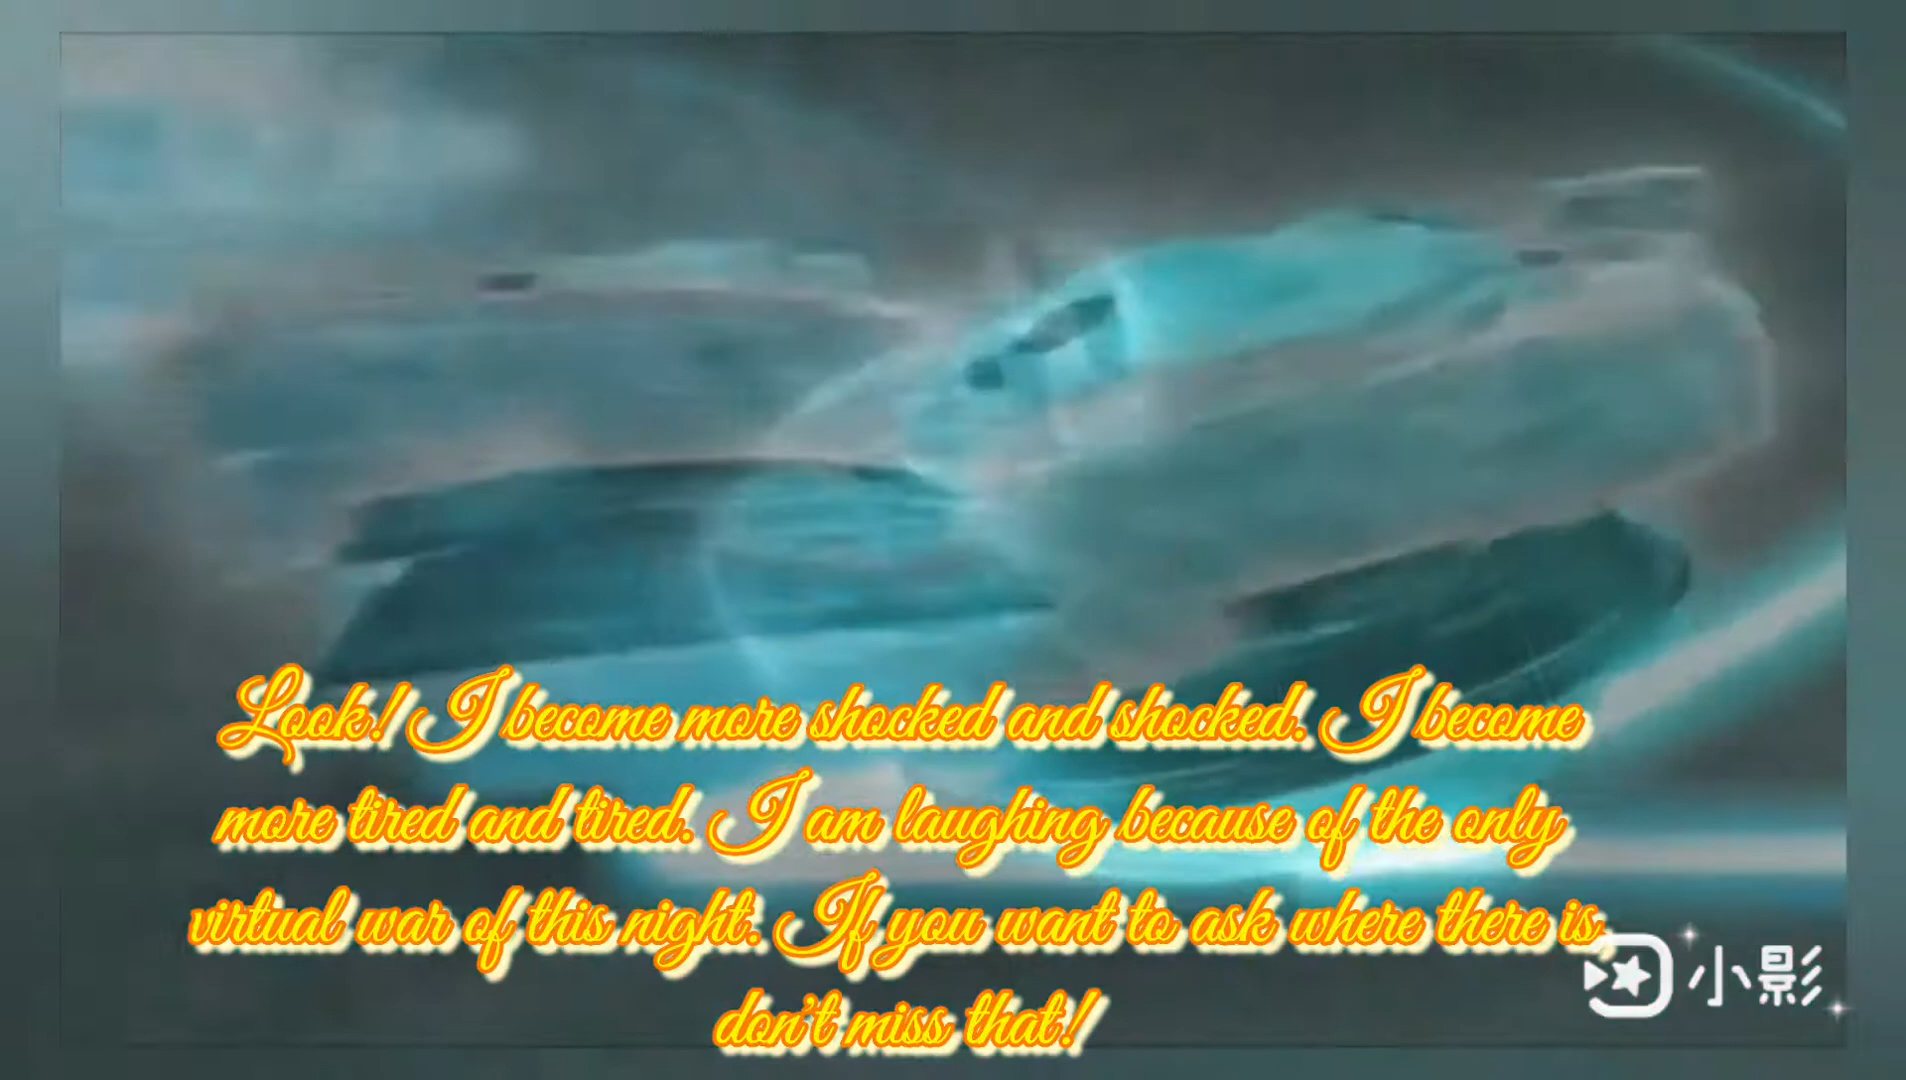 Look! I become more shocked and shocked. I become
more tired and tired. I am laughing because of the only
virtual war of this night. If you want to ask where there is,
don't miss that!
小影